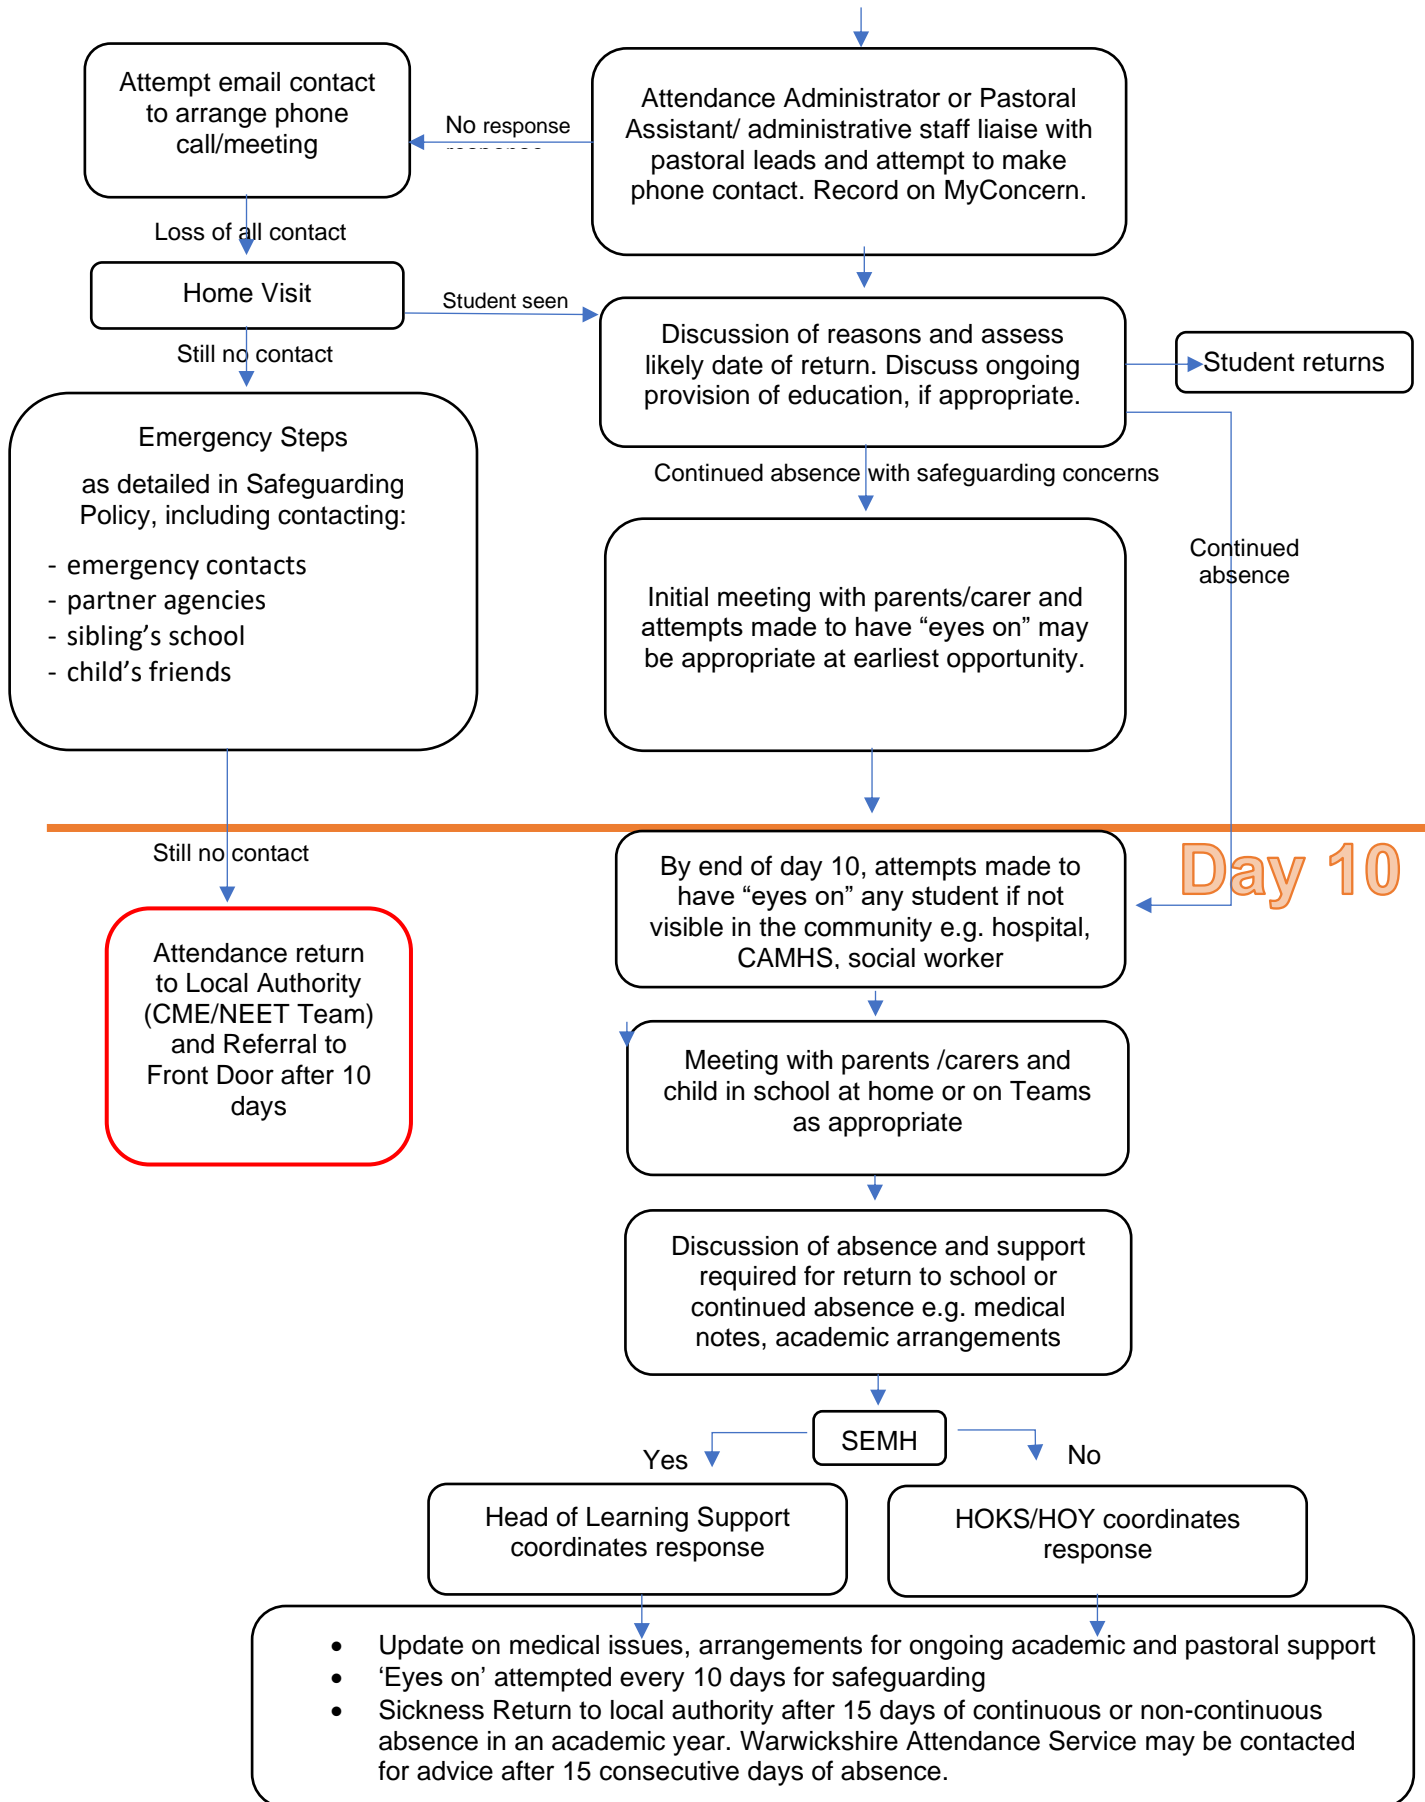 Attempt email contact
to arrange phone
call/meeting
No response
Attendance Administrator or Pastoral
Assistant/ administrative staff liaise with
pastoral leads and attempt to make
phone contact. Record on MyConcern.
Loss of all contact
Home Visit
Student seen
Discussion of reasons and assess
likely date of return. Discuss ongoing
provision of education, if appropriate.
Student returns
Still no contact
Emergency Steps
as detailed in Safeguarding
Policy, including contacting:
- emergency contacts
- partner agencies
- sibling's school
- child's friends
Continued absence with safeguarding concerns
Continued
absence
Initial meeting with parents/carer and
attempts made to have “eyes on” may
be appropriate at earliest opportunity.
Still no contact
Day 10
By end of day 10, attempts made to
have “eyes on” any student if not
visible in the community e.g. hospital,
CAMHS, social worker
Attendance return
to Local Authority
(CME/NEET Team)
and Referral to
Front Door after 10
days
Meeting with parents /carers and
child in school at home or on Teams
as appropriate
Discussion of absence and support
required for return to school or
continued absence e.g. medical
notes, academic arrangements
SEMH
Yes
No
Head of Learning Support
coordinates response
HOKS/HOY coordinates
response
• Update on medical issues, arrangements for ongoing academic and pastoral support
• ‘Eyes on’ attempted every 10 days for safeguarding
• Sickness Return to local authority after 15 days of continuous or non-continuous
absence in an academic year. Warwickshire Attendance Service may be contacted
for advice after 15 consecutive days of absence.